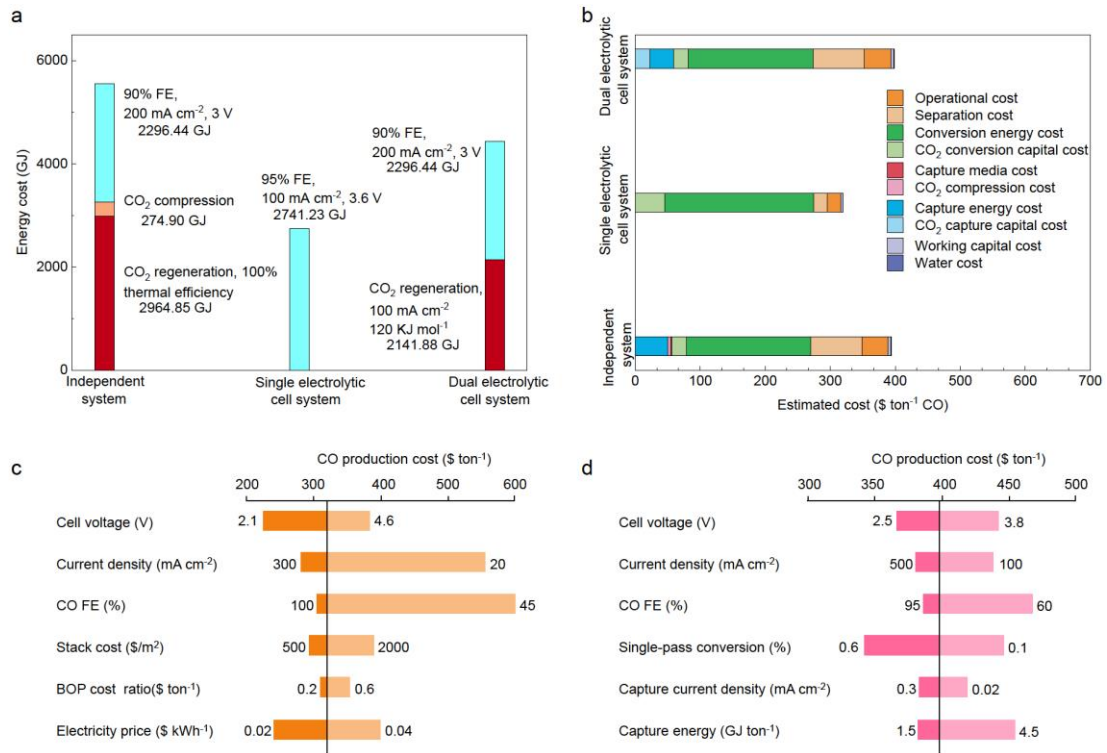 a
Energy cost (GJ)
6000
4000
2000
0
90% FE,
200 mA cm⁻², 3 V
2296.44 GJ
CO₂ compression
274.90 GJ
CO₂ regeneration, 100%
thermal efficiency
2964.85 GJ
95% FE,
100 mA cm⁻², 3.6 V
2741.23 GJ
90% FE,
200 mA cm⁻², 3 V
2296.44 GJ
CO₂ regeneration,
100 mA cm⁻²
120 KJ mol⁻¹
2141.88 GJ
Independent
system
Single electrolytic
cell system
Dual electrolytic
cell system
b
Dual electrolytic
cell system
Single electrolytic
cell system
Independent
system
Operational cost
Separation cost
Conversion energy cost
CO₂ conversion capital cost
Capture media cost
CO₂ compression cost
Capture energy cost
CO₂ capture capital cost
Working capital cost
Water cost
0 100 200 300 400 500 600 700
Estimated cost ($ ton⁻¹ CO)
c
CO production cost ($ ton⁻¹)
200 300 400 500 600
Cell voltage (V) 2.1 4.6
Current density (mA cm⁻²) 300 20
CO FE (%) 100 45
Stack cost ($/m²) 500 2000
BOP cost ratio($ ton⁻¹) 0.2 0.6
Electricity price ($ kWh⁻¹) 0.02 0.04
d
CO production cost ($ ton⁻¹)
300 350 400 450 500
Cell voltage (V) 2.5 3.8
Current density (mA cm⁻²) 500 100
CO FE (%) 95 60
Single-pass conversion (%) 0.6 0.1
Capture current density (mA cm⁻²) 0.3 0.02
Capture energy (GJ ton⁻¹) 1.5 4.5